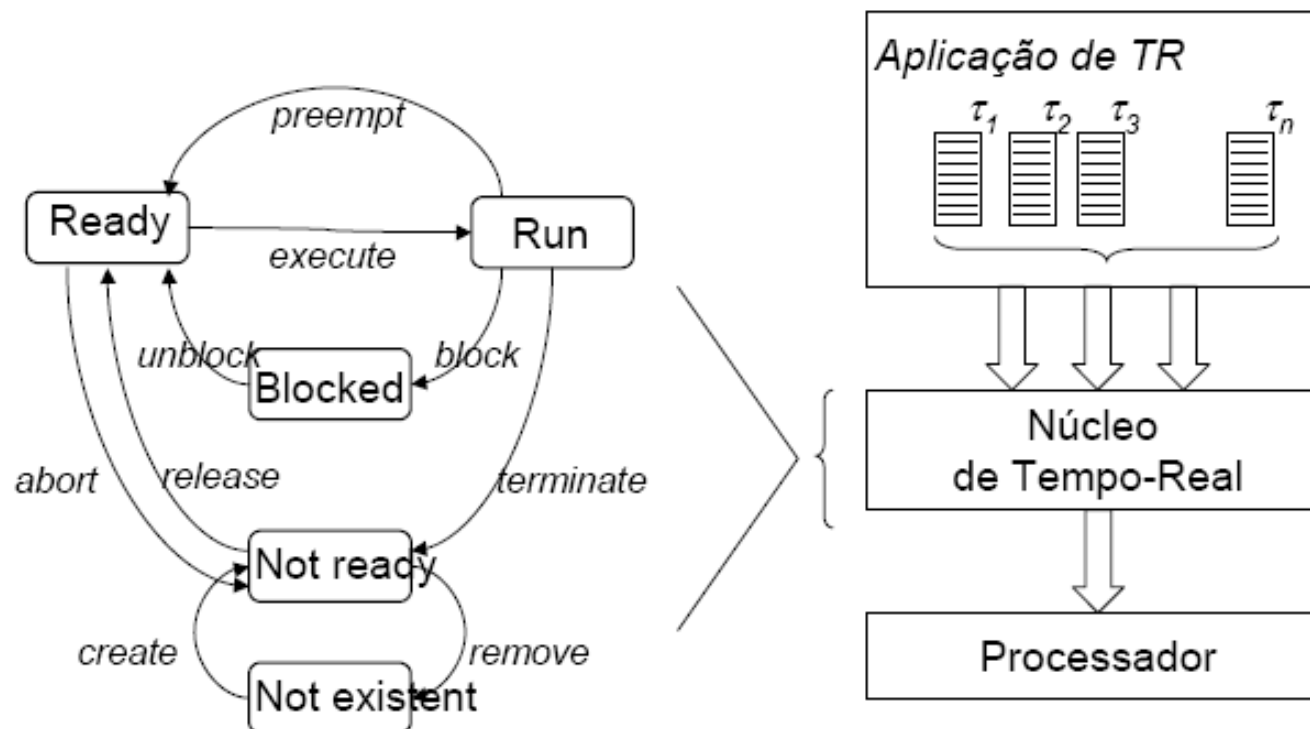 preempt
Ready
Run
execute
unblock
block
Blocked
abort
release
terminate
Not ready
create
remove
Not existent
Aplicação de TR
τ1 τ2 τ3 τn
Núcleo
de Tempo-Real
Processador